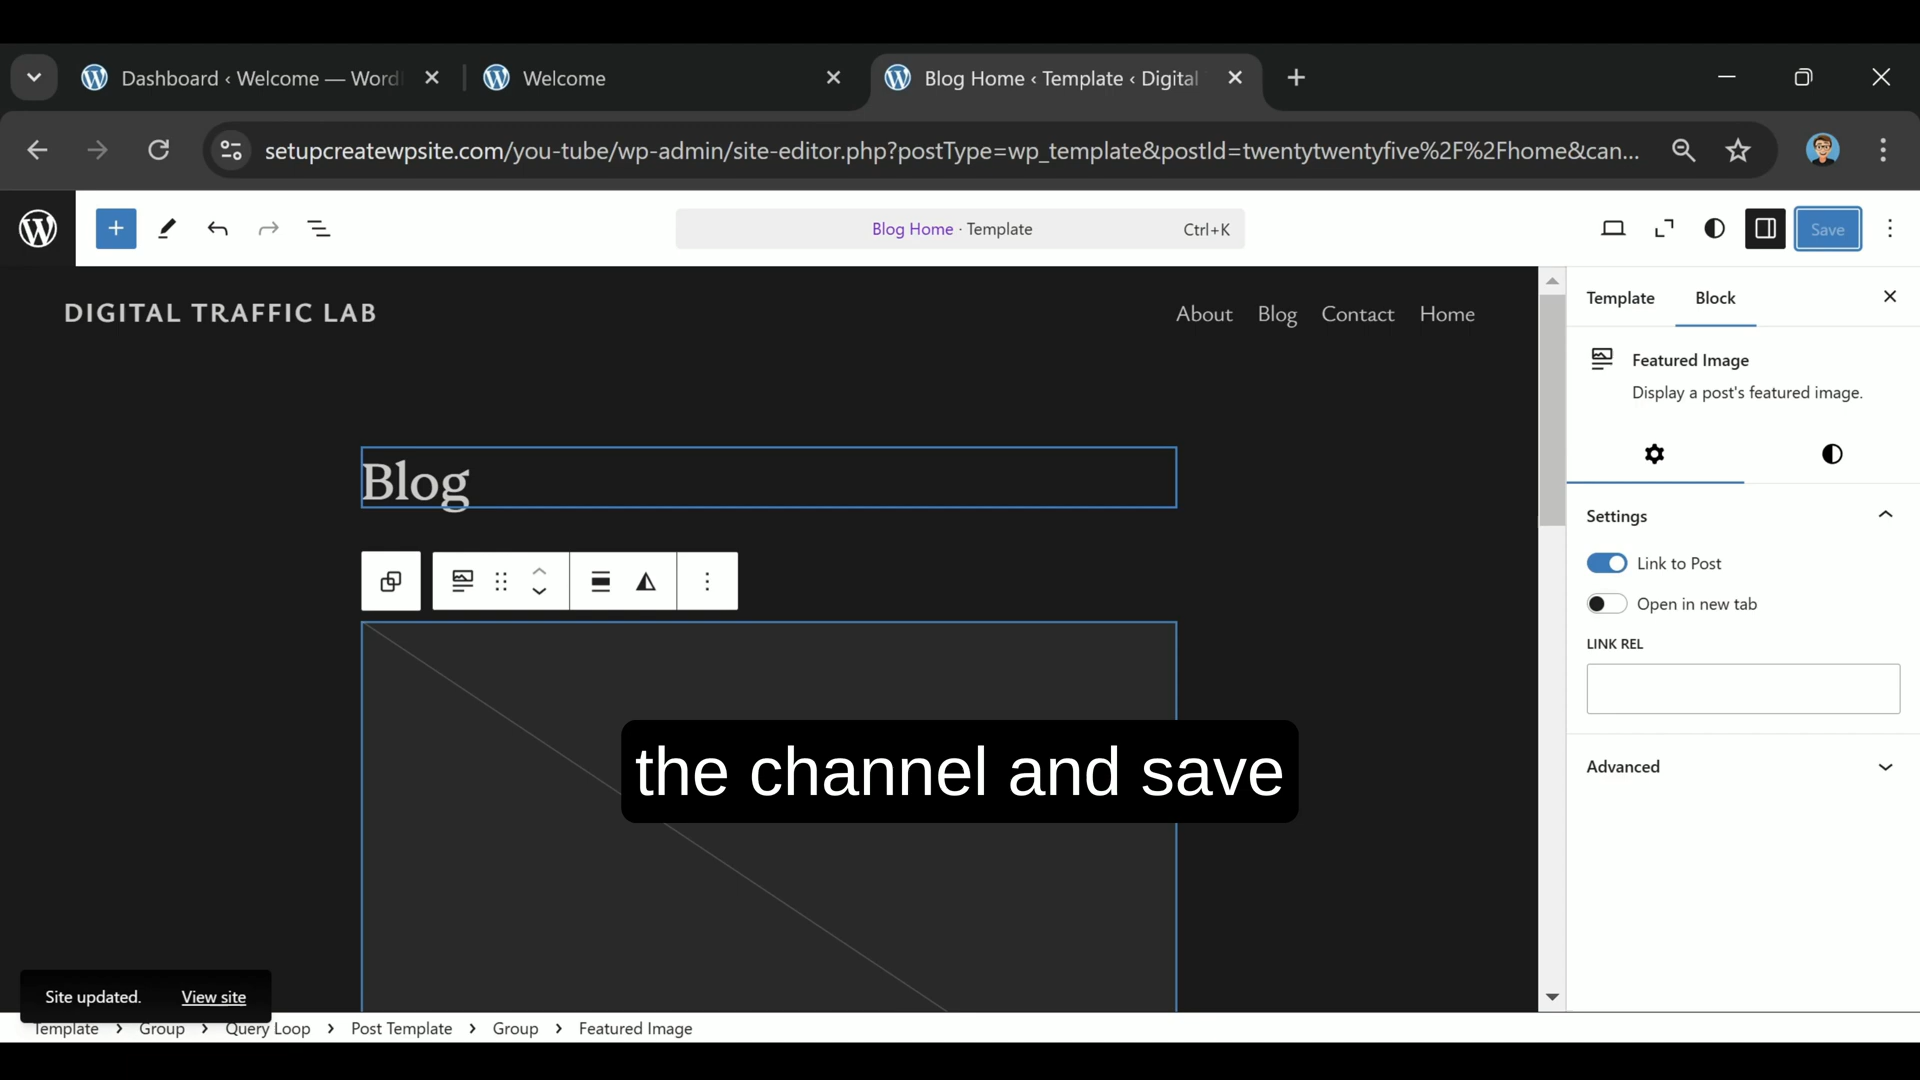 Dashboard ‹ Welcome — Word
Welcome
Blog Home ‹ Template ‹ Digital
setupcreatewpsite.com/you-tube/wp-admin/site-editor.php?postType=wp_template&postId=twentytwentyfive%2F%2Fhome&can...
Blog Home · Template
Ctrl+K
Save
DIGITAL TRAFFIC LAB
About Blog Contact Home
Template Block
Featured Image
Display a post's featured image.
Blog
Settings
Link to Post
Open in new tab
LINK REL
Advanced
the channel and save
Site updated. View site
Template > Group > Query Loop > Post Template > Group > Featured Image